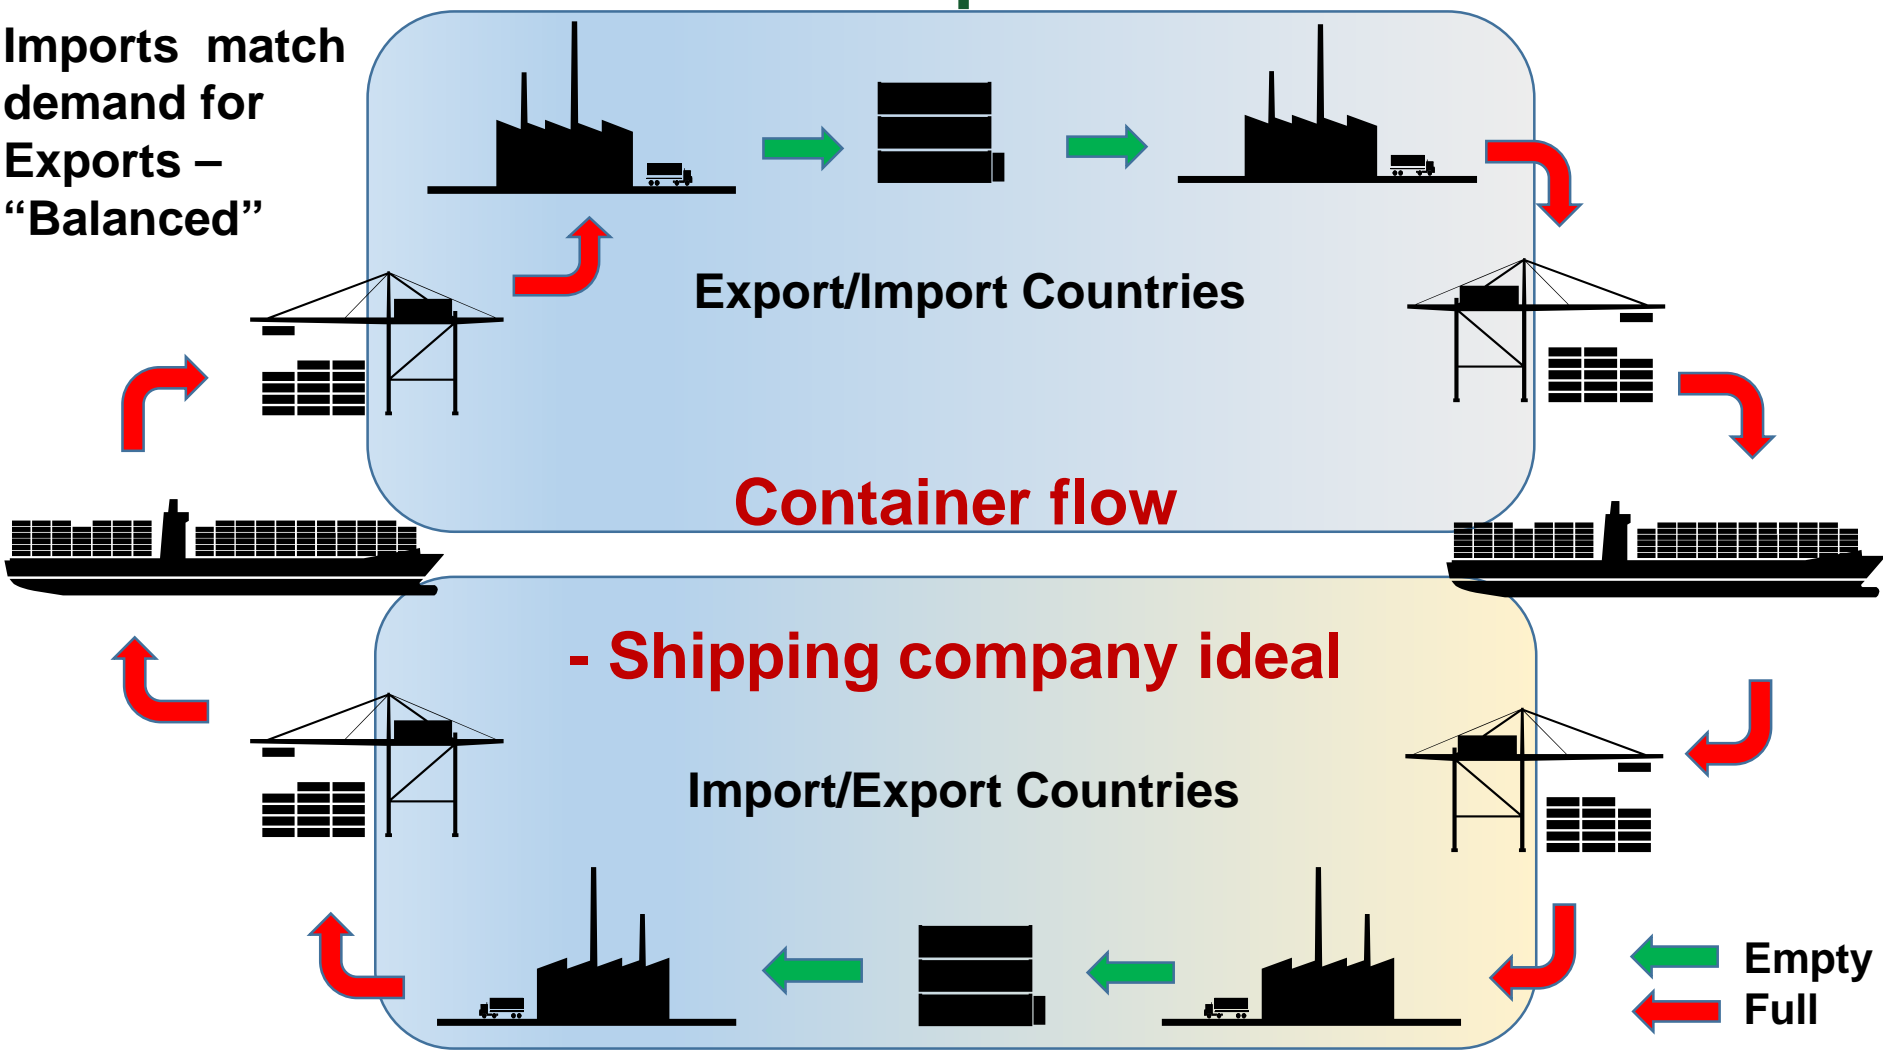 Imports match
demand for
Exports –
“Balanced”
Export/Import Countries
Container flow
- Shipping company ideal
Import/Export Countries
Empty
Full